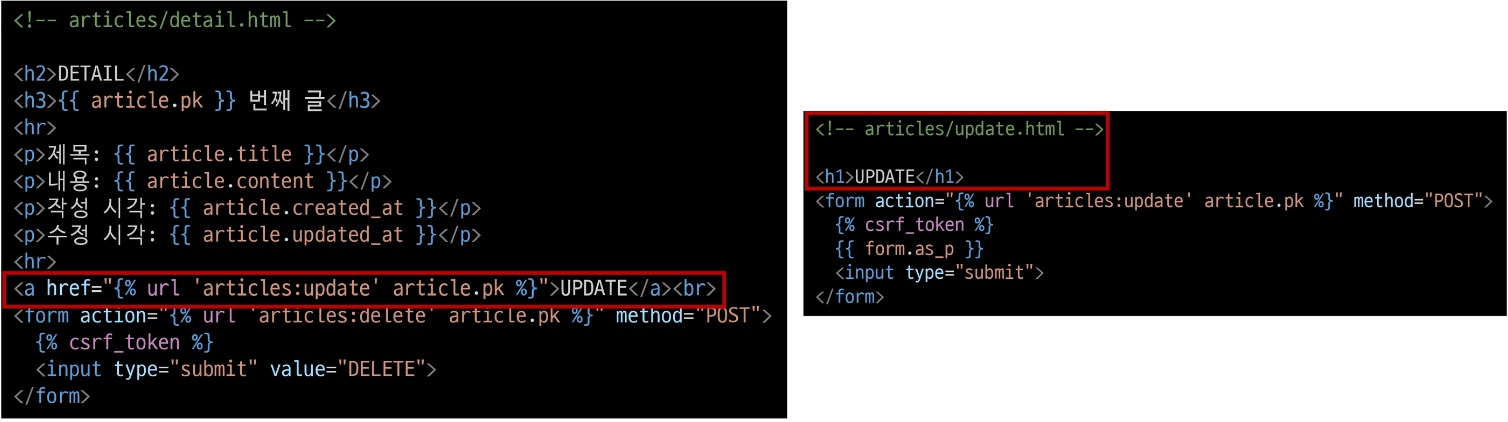 <!-- articles/detail.html -->
<h2>DETAIL</h2>
<h3>{{ article.pk }} 번째 글</h3>
<hr>
<p>제목: {{ article.title }}</p>
<p>내용: {{ article.content }}</p>
<p>작성 시각: {{ article.created_at }}</p>
<p>수정 시각: {{ article.updated_at }}</p>
<hr>
<a href="{% url 'articles:update' article.pk %}">UPDATE</a><br>
<form action="{% url 'articles:delete' article.pk %}" method="POST">
  {% csrf_token %}
  <input type="submit" value="DELETE">
</form>
<!-- articles/update.html -->
<h1>UPDATE</h1>
<form action="{% url 'articles:update' article.pk %}" method="POST">
  {% csrf_token %}
  {{ form.as_p }}
  <input type="submit">
</form>